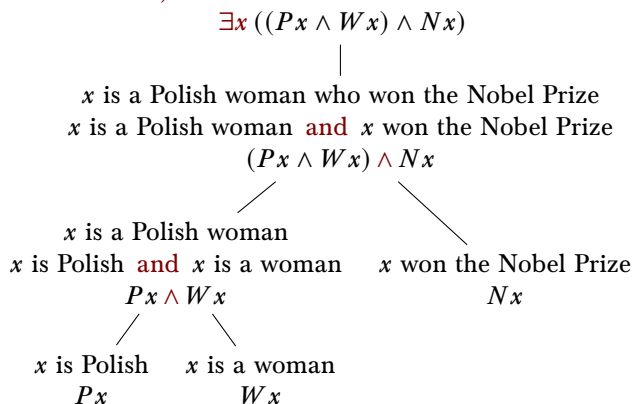 ∃x ((Px ∧ Wx) ∧ Nx)
x is a Polish woman who won the Nobel Prize
x is a Polish woman and x won the Nobel Prize
(Px ∧ Wx) ∧ Nx
x is a Polish woman
x is Polish and x is a woman
Px ∧ Wx
x won the Nobel Prize
Nx
x is Polish
Px
x is a woman
Wx